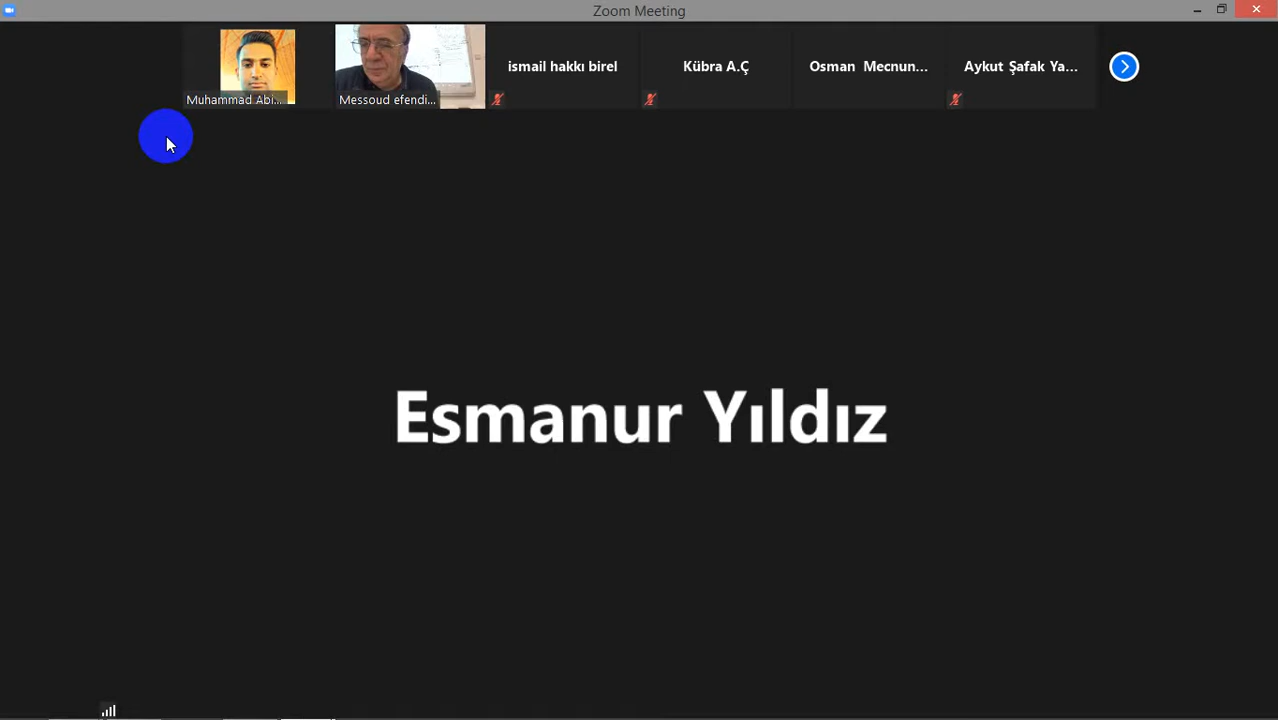 Zoom Meeting
ismail hakkı birel
Kübra A.Ç
Osman Mecnun...
Aykut Şafak Ya...
Muhammad Abi...
Messoud efendi...
Esmanur Yıldız